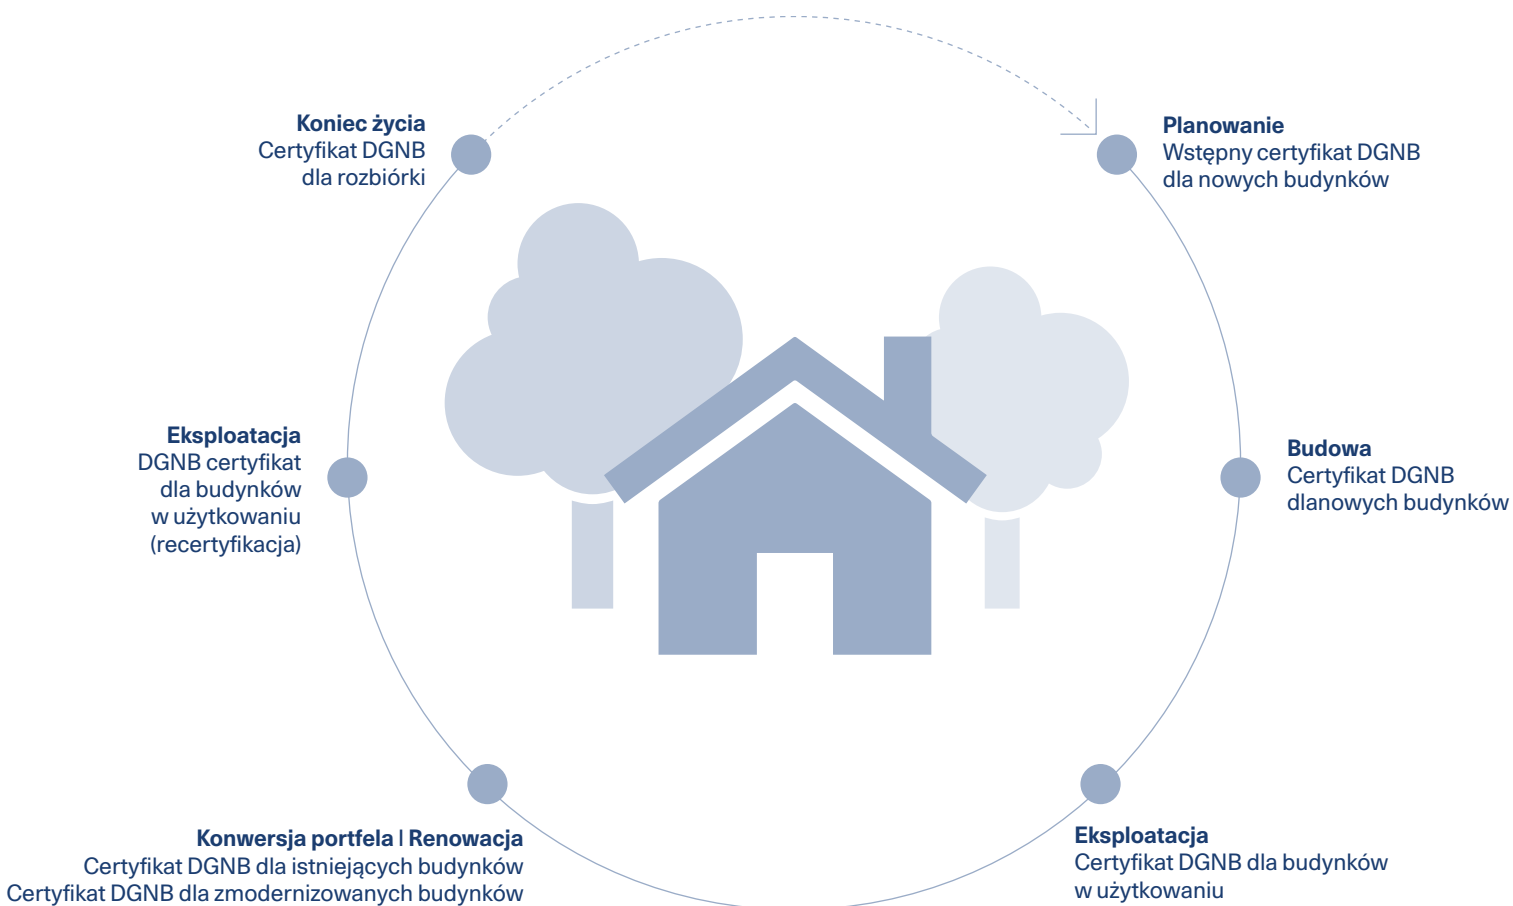 Koniec życia
Certyfikat DGNB
dla rozbiórki
Planowanie
Wstępny certyfikat DGNB
dla nowych budynków
Eksploatacja
DGNB certyfikat
dla budynków
w użytkowaniu
(recertyfikacja)
Budowa
Certyfikat DGNB
dlanowych budynków
Konwersja portfela | Renowacja
Certyfikat DGNB dla istniejących budynków
Certyfikat DGNB dla zmodernizowanych budynków
Eksploatacja
Certyfikat DGNB dla budynków
w użytkowaniu